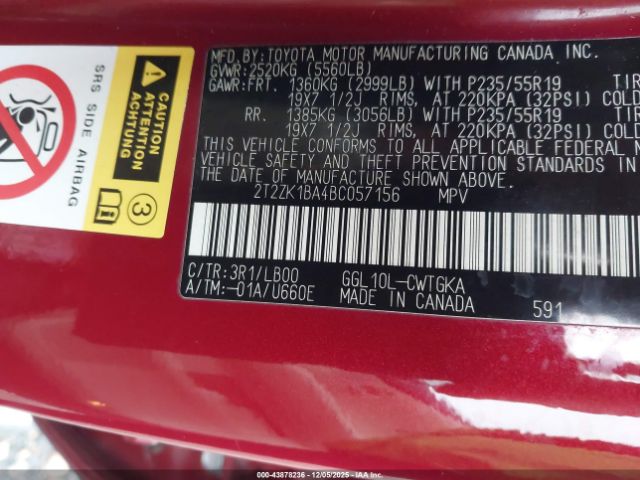 SRS SIDE AIRBAG
CAUTION
ATTENTION
ACHTUNG
3
MFD. BY: TOYOTA MOTOR MANUFACTURING CANADA, INC.
GVWR: 2520KG (5560LB)
GAWR: FRT. 1360KG (2999LB) WITH P235/55R19
19X7 1/2J RIMS, AT 220KPA (32PSI) COLD
RR. 1385KG (3056LB) WITH P235/55R19
19X7 1/2J RIMS, AT 220KPA (32PSI) COLD
THIS VEHICLE CONFORMS TO ALL APPLICABLE FEDERAL
VEHICLE SAFETY AND THEFT PREVENTION STANDARDS IN
THE DATE OF MANUFACTURE SHOWN ABOVE.
2T2ZK1BA4BC057156 MPV
C/TR: 3R1/LB00 GGL10L-CWTGKA
A/TM: -01A/U660E MADE IN CANADA 591
00-43878236 - 12/05/2025 - IAAI.COM